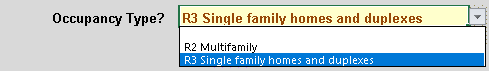 Occupancy Type? R3 Single family homes and duplexes
R2 Multifamily
R3 Single family homes and duplexes